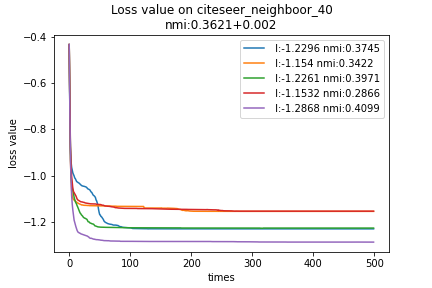 Loss value on citeseer_neighboor_40
nmi:0.3621+0.002
l:-1.2296 nmi:0.3745
l:-1.154 nmi:0.3422
l:-1.2261 nmi:0.3971
l:-1.1532 nmi:0.2866
l:-1.2868 nmi:0.4099
loss value
−0.4
−0.6
−0.8
−1.0
−1.2
0 100 200 300 400 500
times